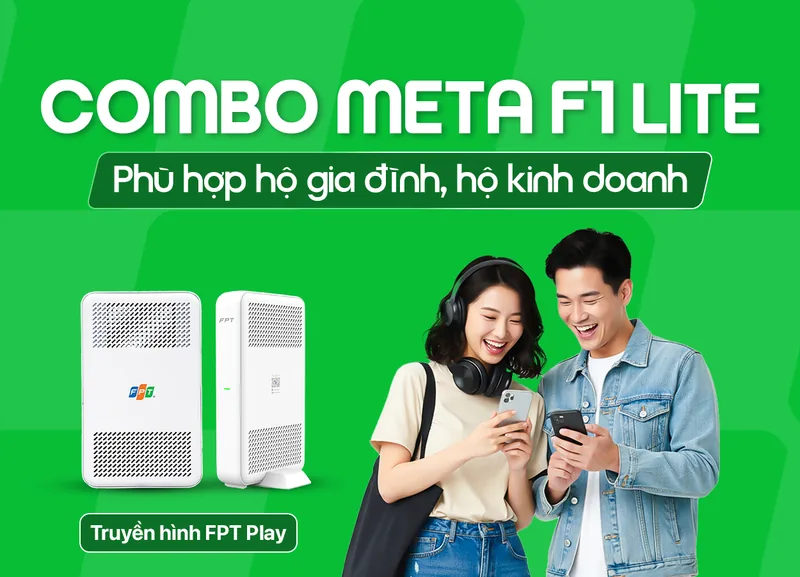 COMBO META F1 LITE
Phù hợp hộ gia đình, hộ kinh doanh
FPT
FPT
Truyền hình FPT Play